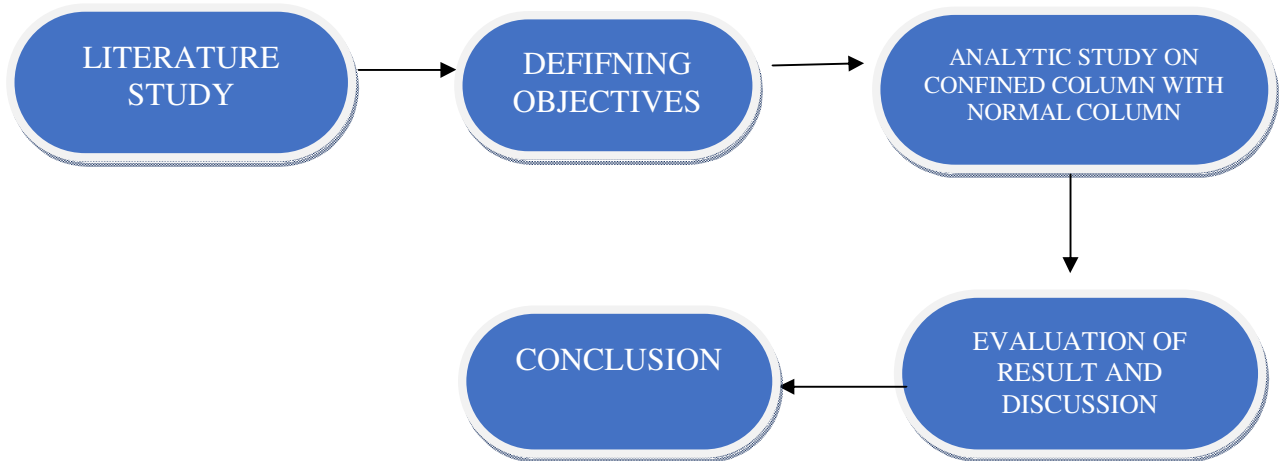 LITERATURE
STUDY
DEFIFNING
OBJECTIVES
ANALYTIC STUDY ON
CONFINED COLUMN WITH
NORMAL COLUMN
EVALUATION OF
RESULT AND
DISCUSSION
CONCLUSION